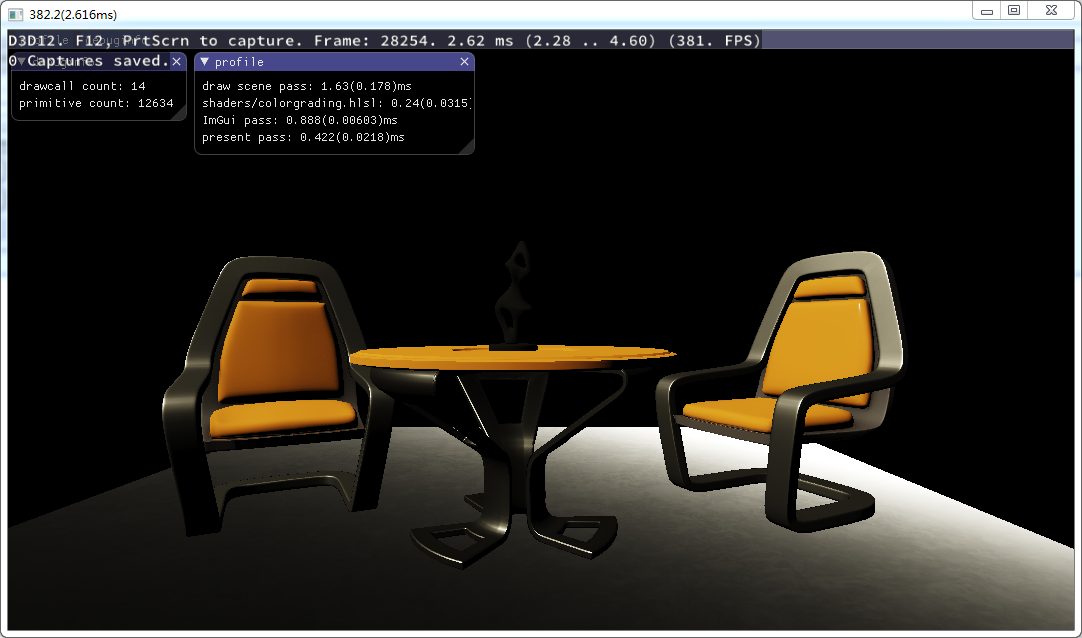 382.2(2.616ms)
D3D12. F12, PrtScrn to capture. Frame: 28254. 2.62 ms (2.28 .. 4.60) (381. FPS)
0 Captures saved.
profile
drawcall count: 14
primitive count: 12634
draw scene pass: 1.63(0.178)ms
shaders/colorgrading.hlsl: 0.24(0.0315)
ImGui pass: 0.888(0.00603)ms
present pass: 0.422(0.0218)ms